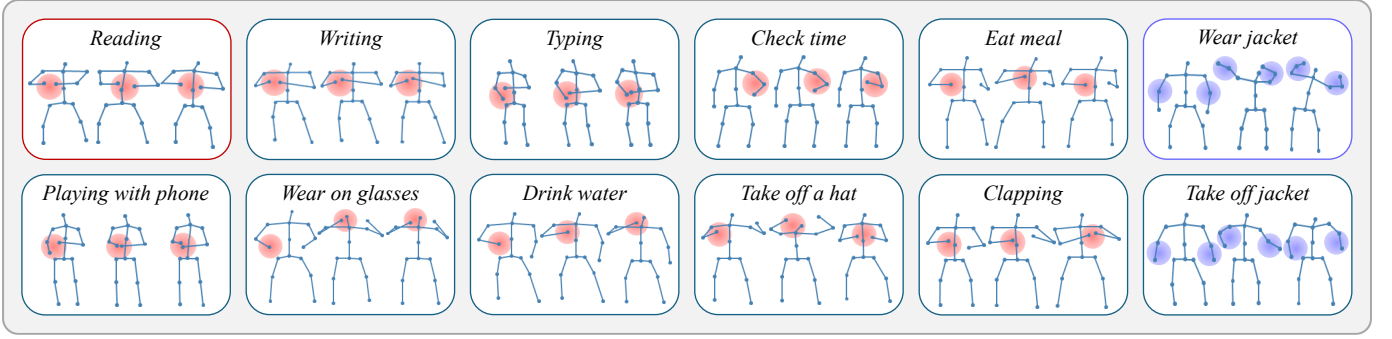 Reading
Writing
Typing
Check time
Eat meal
Wear jacket
Playing with phone
Wear on glasses
Drink water
Take off a hat
Clapping
Take off jacket